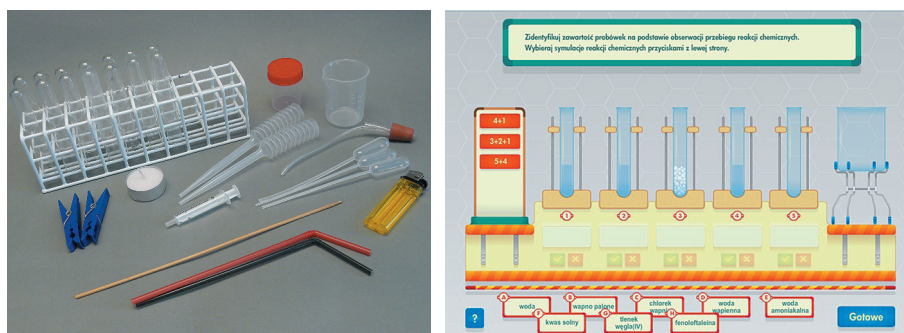 Zidentyfikuj zawartość probówek na podstawie obserwacji przebiegu reakcji chemicznych.
Wybieraj symulacje reakcji chemicznych przyciskami z lewej strony.
4+1
3+2+1
5+4
1
2
3
4
5
A
woda
B
wapno palone
C
chlorek
wapnia
D
woda
wapienna
E
woda
amoniakalna
F
kwas solny
G
tlenek
węgla(IV)
H
fenoloftaleina
?
Gotowe